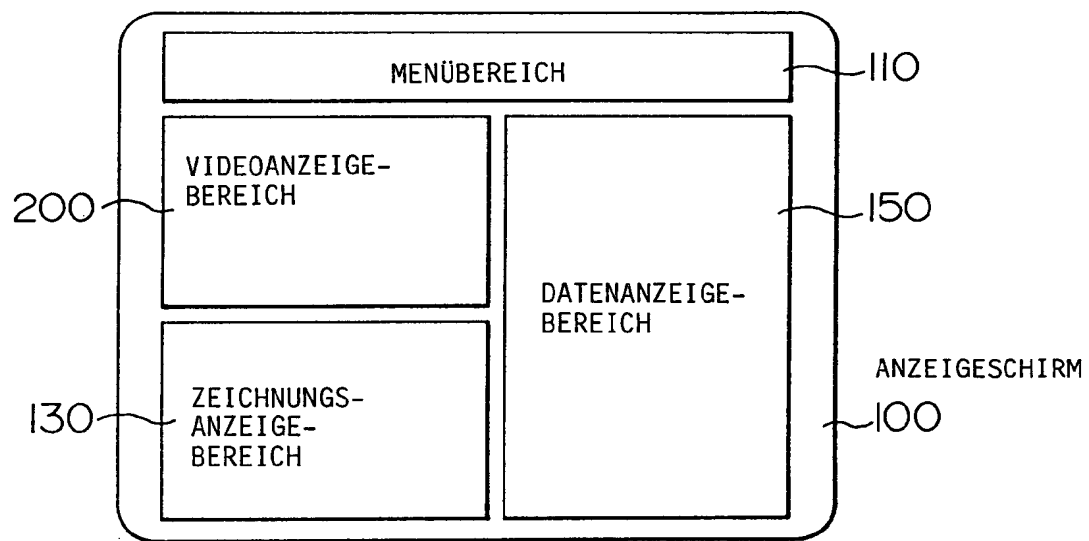 MENÜBEREICH
110
VIDEOANZEIGE-
BEREICH
200
150
DATENANZEIGE-
BEREICH
ZEICHNUNGS-
ANZEIGE-
BEREICH
130
ANZEIGESCHIRM
100